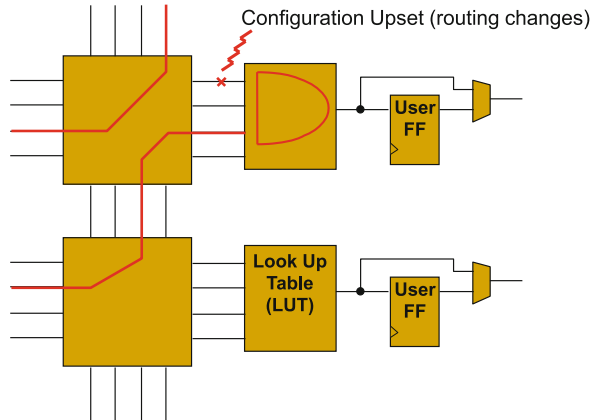 Configuration Upset (routing changes)
User
FF
Look Up
Table
(LUT)
User
FF